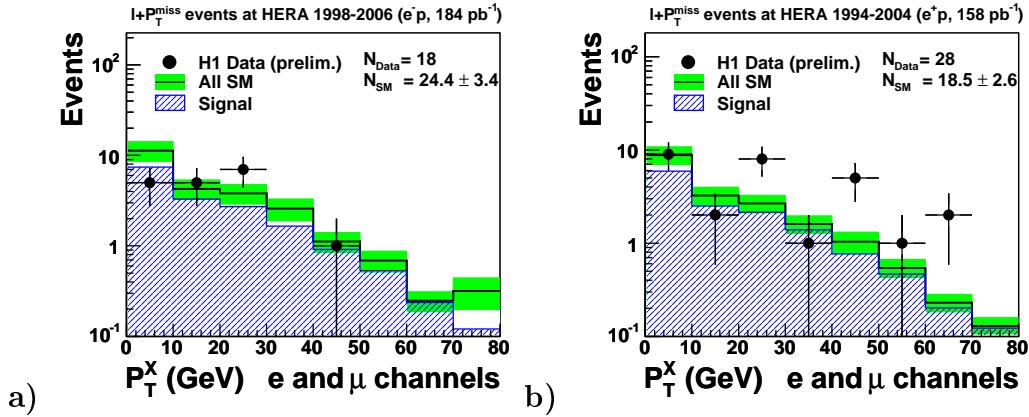 l+P_T^miss events at HERA 1998-2006 (e⁻p, 184 pb⁻¹)
Events
10²
10
1
10⁻¹
H1 Data (prelim.)
All SM
Signal
N_Data= 18
N_SM = 24.4 ± 3.4
0 10 20 30 40 50 60 70 80
P_T^X (GeV) e and μ channels
a)
l+P_T^miss events at HERA 1994-2004 (e⁺p, 158 pb⁻¹)
Events
10²
10
1
10⁻¹
H1 Data (prelim.)
All SM
Signal
N_Data= 28
N_SM = 18.5 ± 2.6
0 10 20 30 40 50 60 70 80
P_T^X (GeV) e and μ channels
b)